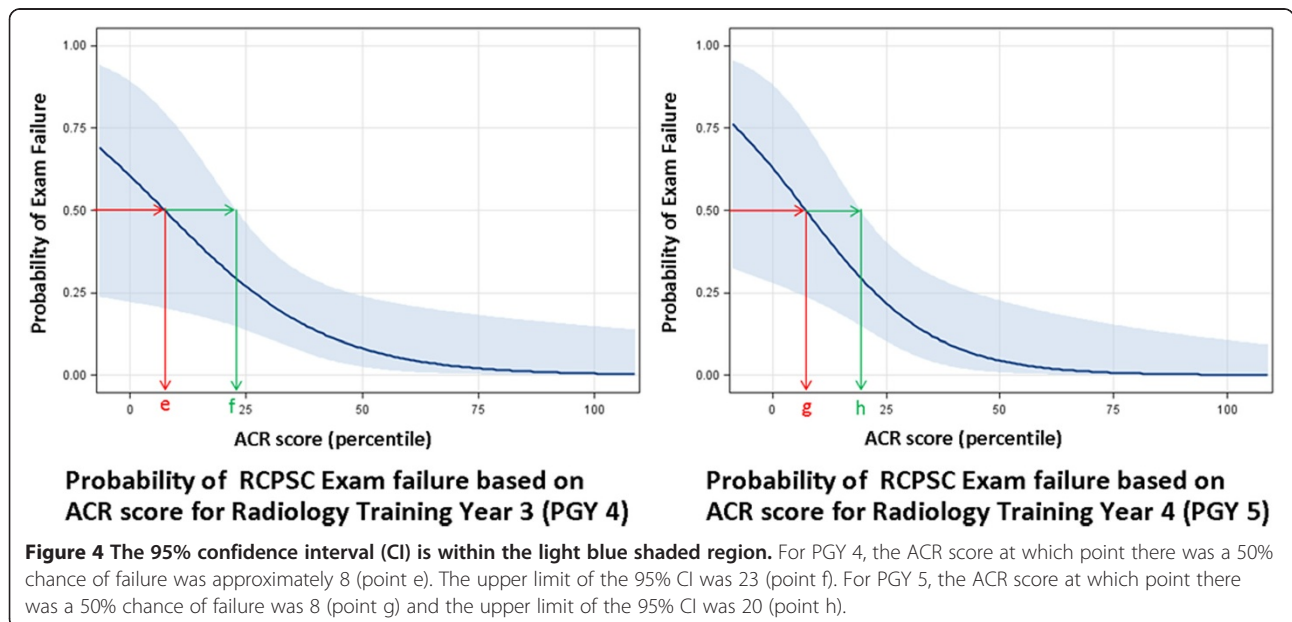 1.00
0.75
0.50
0.25
0.00
Probability of Exam Failure
0
e
f
25
50
75
100
ACR score (percentile)
Probability of RCPSC Exam failure based on
ACR score for Radiology Training Year 3 (PGY 4)
1.00
0.75
0.50
0.25
0.00
Probability of Exam Failure
0
g
h
25
50
75
100
ACR score (percentile)
Probability of RCPSC Exam failure based on
ACR score for Radiology Training Year 4 (PGY 5)
Figure 4 The 95% confidence interval (CI) is within the light blue shaded region. For PGY 4, the ACR score at which point there was a 50%
chance of failure was approximately 8 (point e). The upper limit of the 95% CI was 23 (point f). For PGY 5, the ACR score at which point there
was a 50% chance of failure was 8 (point g) and the upper limit of the 95% CI was 20 (point h).